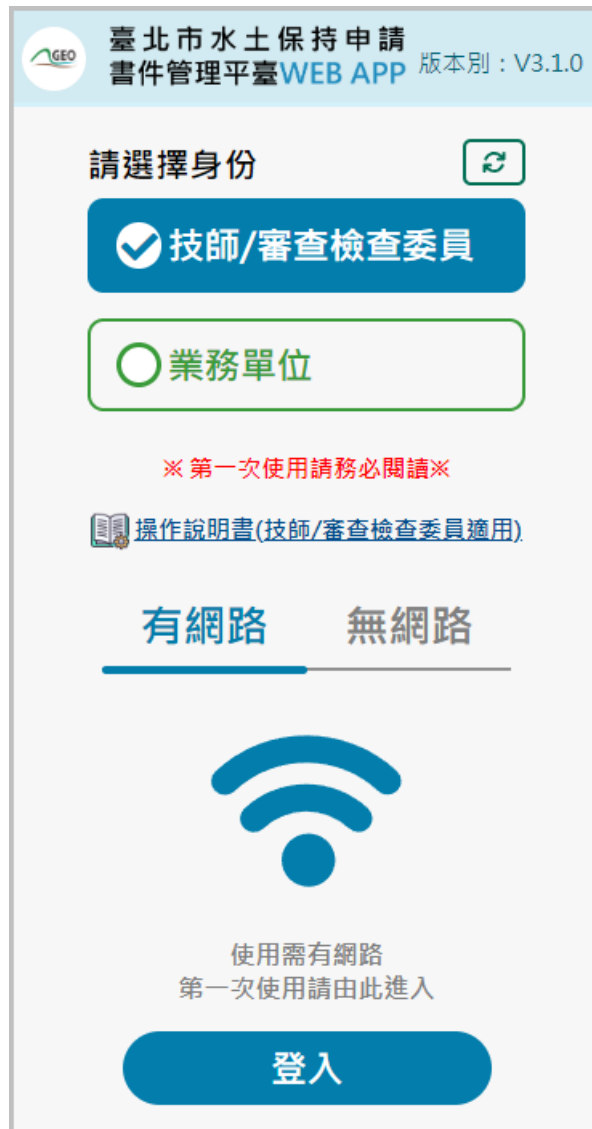 GEO
臺北市水土保持申請
書件管理平臺WEB APP 版本別：V3.1.0
請選擇身份
技師/審查檢查委員
業務單位
※ 第一次使用請務必閱讀※
操作說明書(技師/審查檢查委員適用)
有網路 無網路
使用需有網路
第一次使用請由此進入
登入